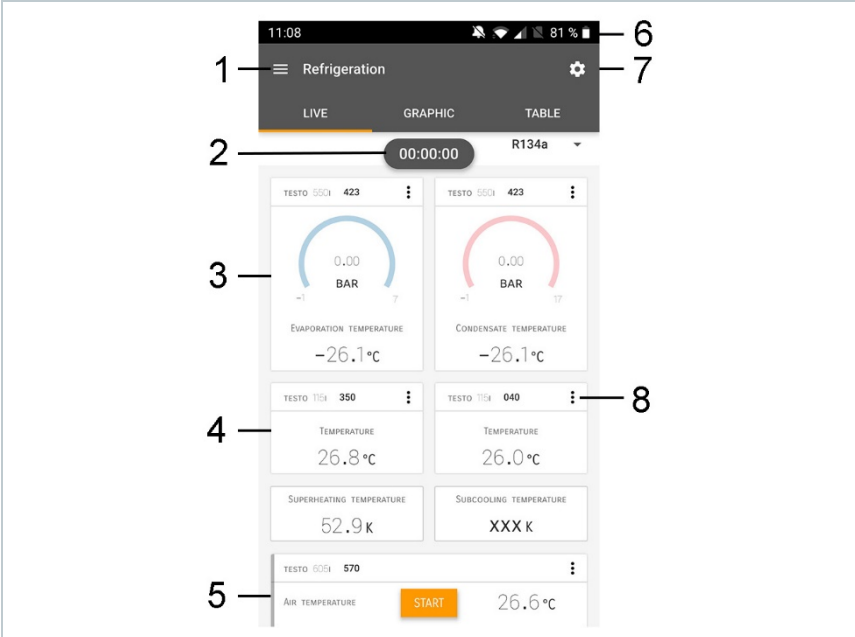 11:08 81 % 6
1 Refrigeration 7
LIVE GRAPHIC TABLE
2 00:00:00 R134a
TESTO 550i 423 TESTO 550i 423
3 0.00 0.00
BAR BAR
-1 7 -1 17
EVAPORATION TEMPERATURE CONDENSATE TEMPERATURE
-26.1°C -26.1°C
TESTO 115i 350 TESTO 115i 040 8
4 TEMPERATURE TEMPERATURE
26.8°C 26.0°C
SUPERHEATING TEMPERATURE SUBCOOLING TEMPERATURE
52.9 K XXX K
TESTO 605i 570
5 AIR TEMPERATURE START 26.6°C